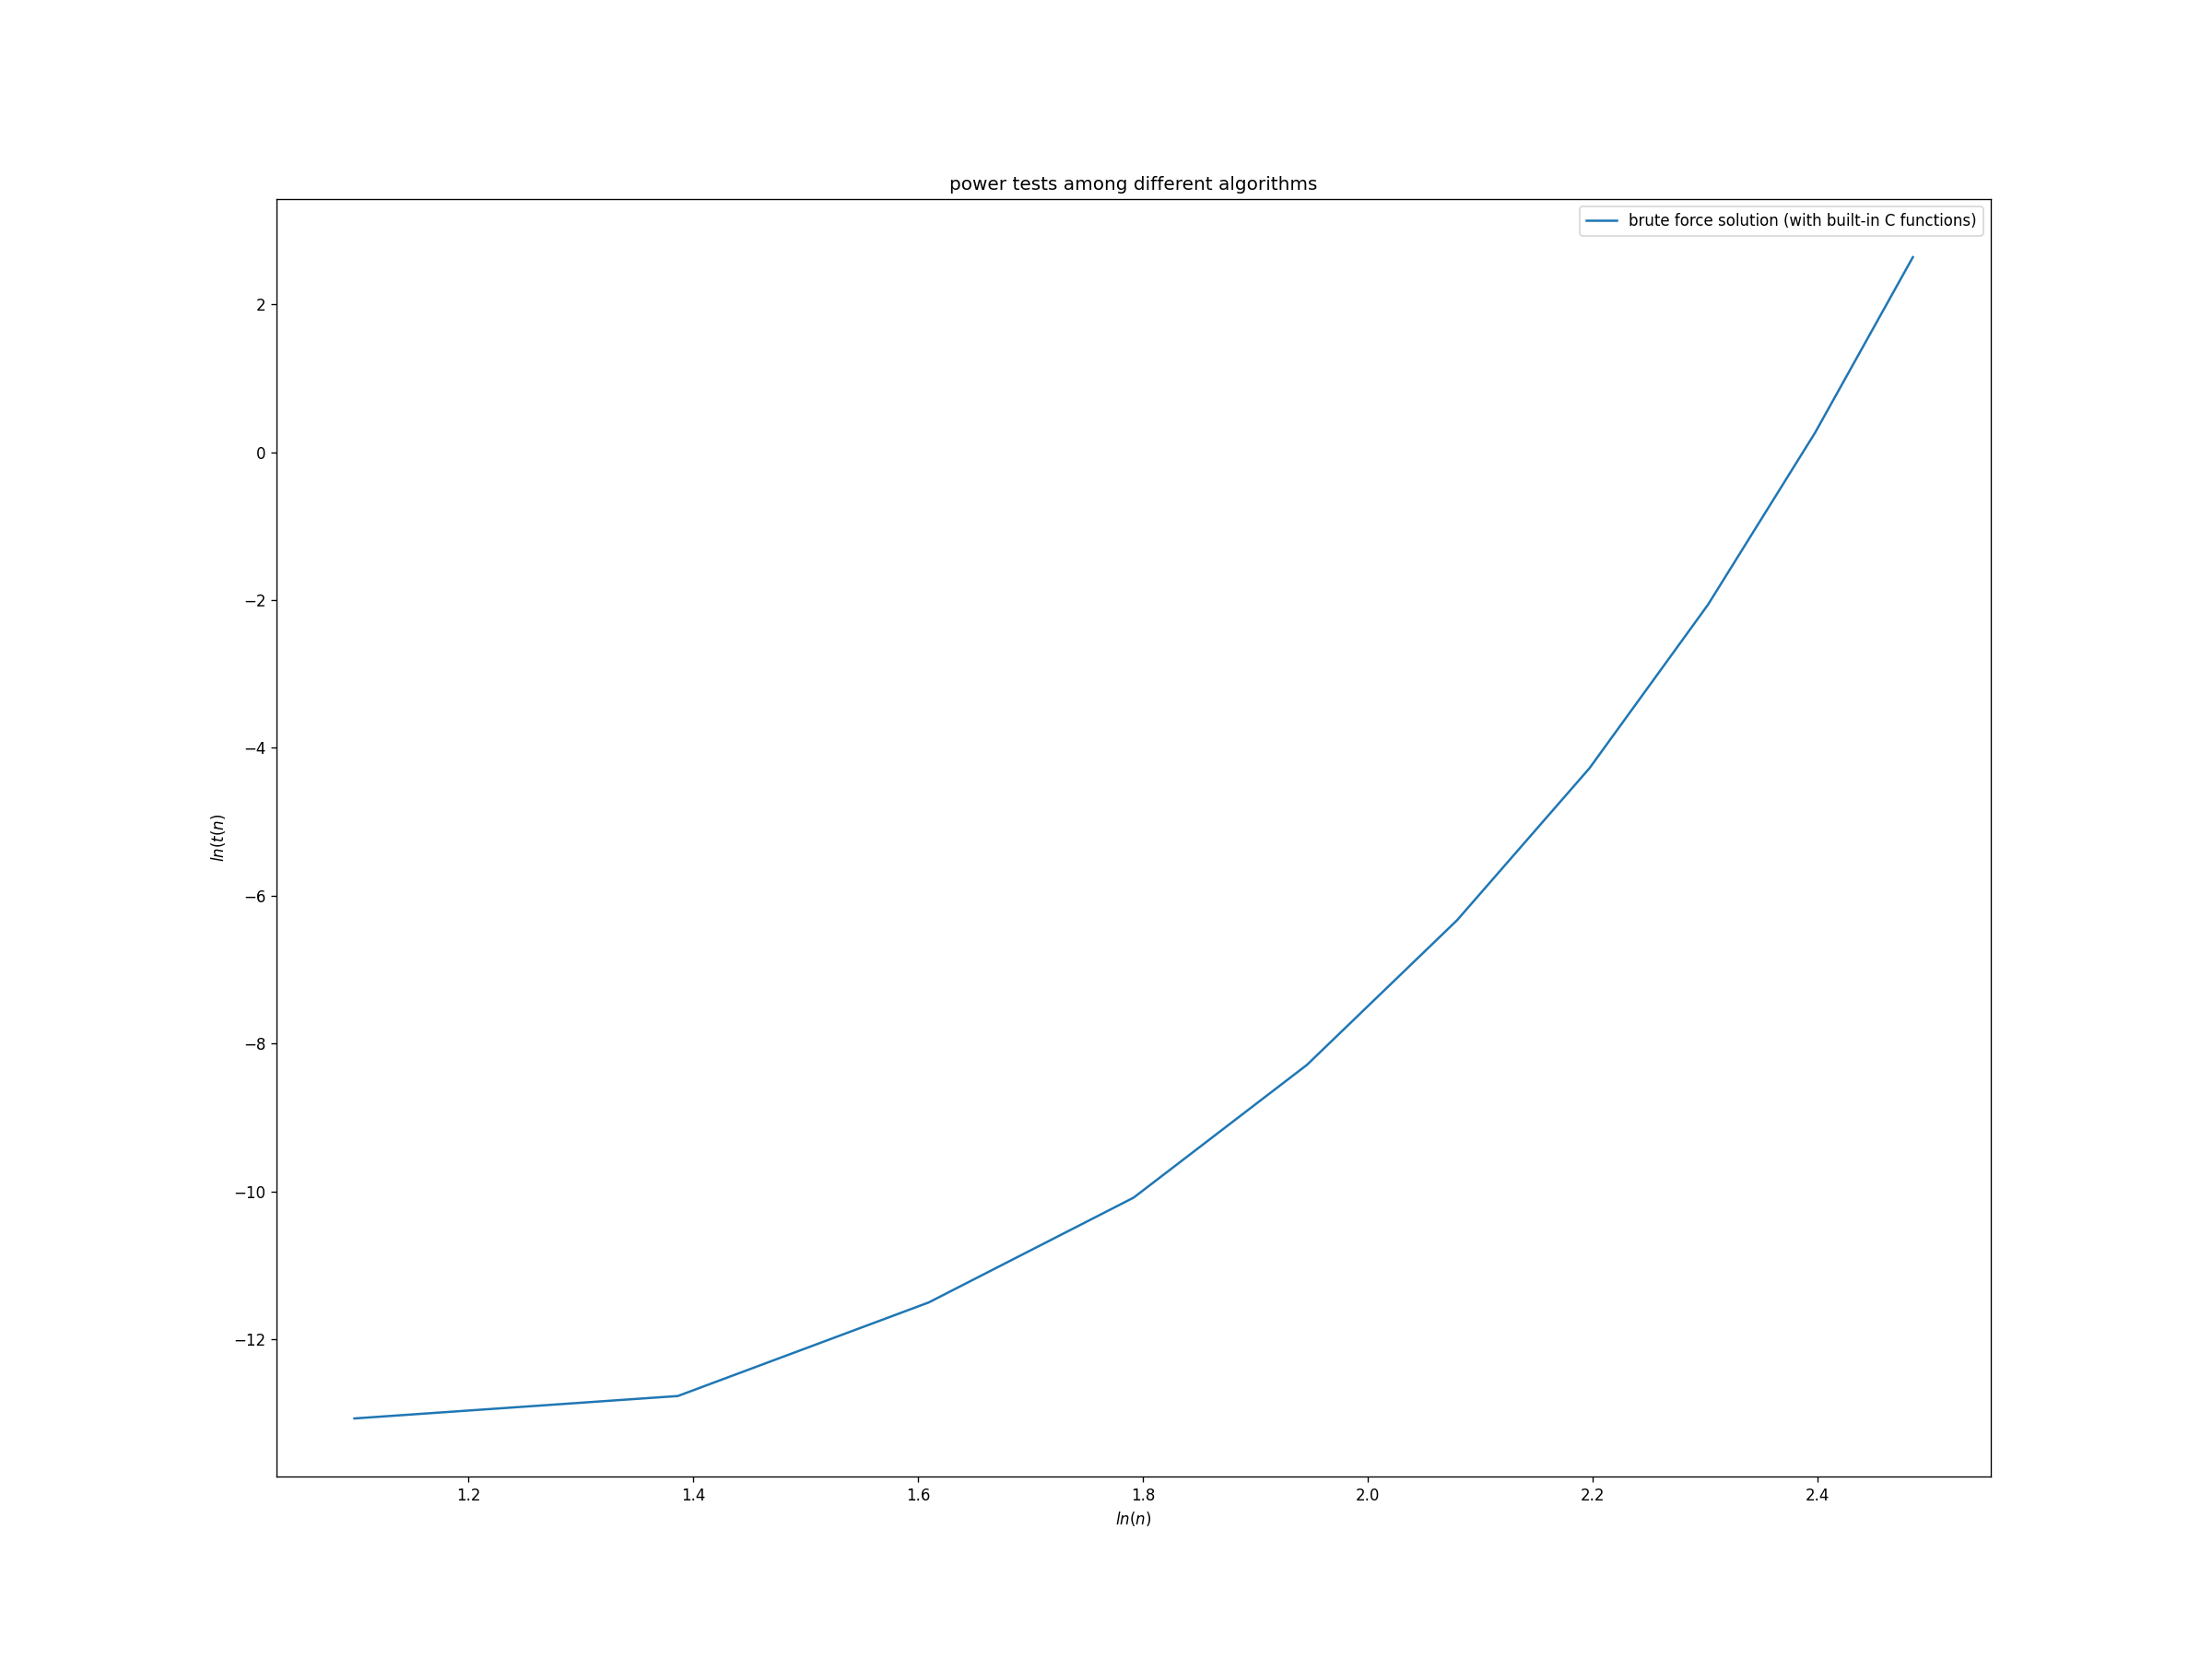 power tests among different algorithms
brute force solution (with built-in C functions)
2
0
−2
−4
−6
−8
−10
−12
ln(t(n)
1.2 1.4 1.6 1.8 2.0 2.2 2.4
ln(n)